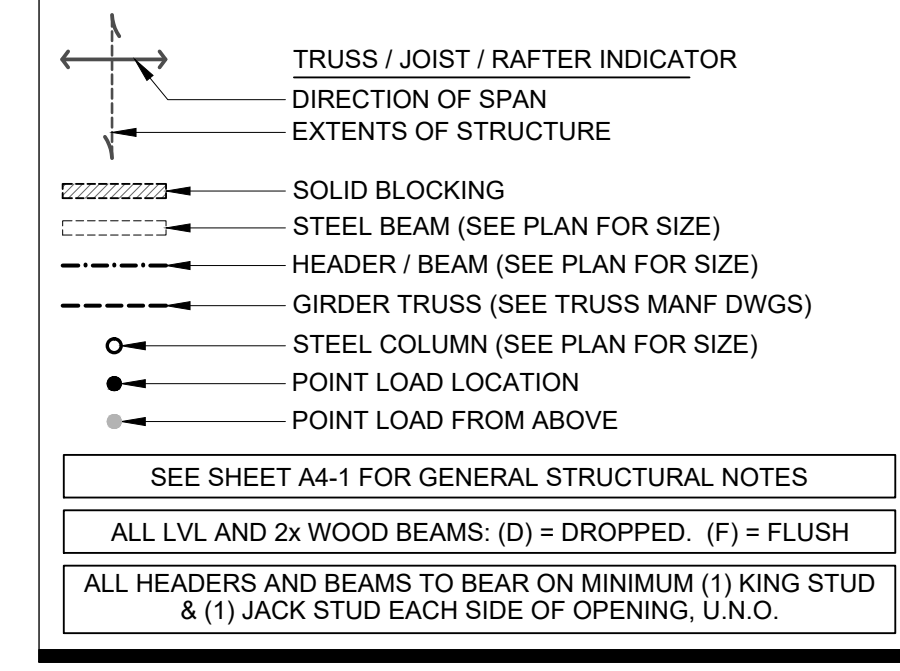 TRUSS / JOIST / RAFTER INDICATOR
DIRECTION OF SPAN
EXTENTS OF STRUCTURE
SOLID BLOCKING
STEEL BEAM (SEE PLAN FOR SIZE)
HEADER / BEAM (SEE PLAN FOR SIZE)
GIRDER TRUSS (SEE TRUSS MANF DWGS)
STEEL COLUMN (SEE PLAN FOR SIZE)
POINT LOAD LOCATION
POINT LOAD FROM ABOVE
SEE SHEET A4-1 FOR GENERAL STRUCTURAL NOTES
ALL LVL AND 2x WOOD BEAMS: (D) = DROPPED. (F) = FLUSH
ALL HEADERS AND BEAMS TO BEAR ON MINIMUM (1) KING STUD
& (1) JACK STUD EACH SIDE OF OPENING, U.N.O.